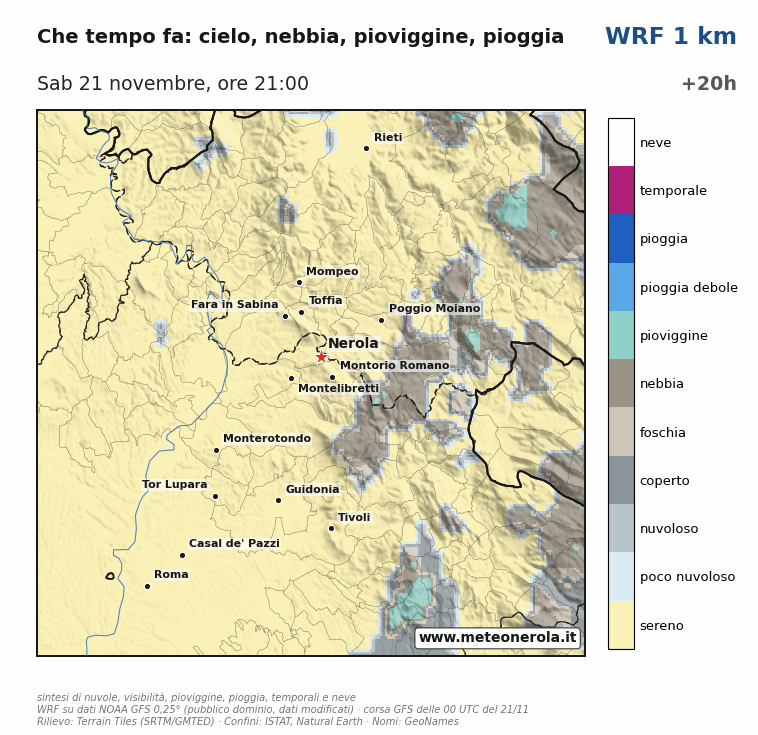 Che tempo fa: cielo, nebbia, pioviggine, pioggia
WRF 1 km
Sab 21 novembre, ore 21:00
+20h
Rieti
Mompeo
Fara in Sabina
Toffia
Poggio Moiano
Nerola
Montorio Romano
Montelibretti
Monterotondo
Tor Lupara
Guidonia
Tivoli
Casal de' Pazzi
Roma
www.meteonerola.it
neve
temporale
pioggia
pioggia debole
pioviggine
nebbia
foschia
coperto
nuvoloso
poco nuvoloso
sereno
sintesi di nuvole, visibilità, pioviggine, pioggia, temporali e neve
WRF su dati NOAA GFS 0,25° (pubblico dominio, dati modificati) · corsa GFS delle 00 UTC del 21/11
Rilievo: Terrain Tiles (SRTM/GMTED) · Confini: ISTAT, Natural Earth · Nomi: GeoNames